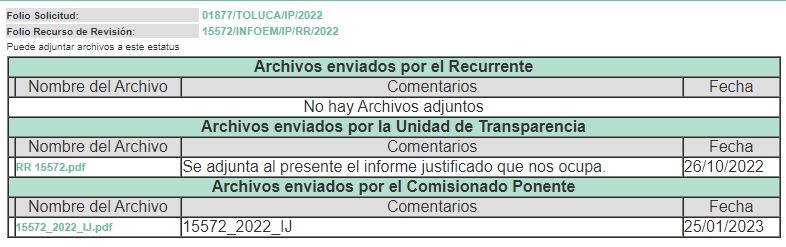 Folio Solicitud: 01877/TOLUCA/IP/2022
Folio Recurso de Revisión: 15572/INFOEM/IP/RR/2022
Puede adjuntar archivos a este estatus
Archivos enviados por el Recurrente
Nombre del Archivo Comentarios Fecha
No hay Archivos adjuntos
Archivos enviados por la Unidad de Transparencia
Nombre del Archivo Comentarios Fecha
RR 15572.pdf Se adjunta al presente el informe justificado que nos ocupa. 26/10/2022
Archivos enviados por el Comisionado Ponente
Nombre del Archivo Comentarios Fecha
15572_2022_IJ.pdf 15572_2022_IJ 25/01/2023